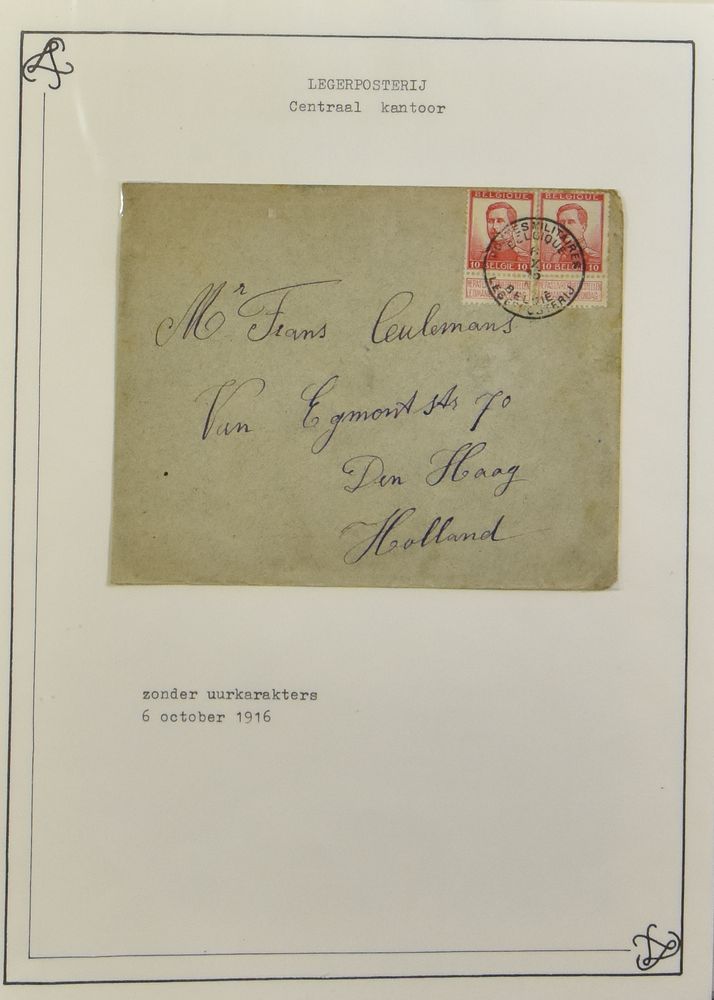 LEGERPOSTERIJ
Centraal kantoor
BELGIQUE BELGIQUE
POSTES MILITAIRES
BELGIQUE
6
X
BELGIE
LEGERPOSTERIJ
10 BELGIE 10 10 BELGIE 10
Mr Frans Ceulemans
Van Egmontstr 70
Den Haag
Holland
zonder uurkarakters
6 october 1916